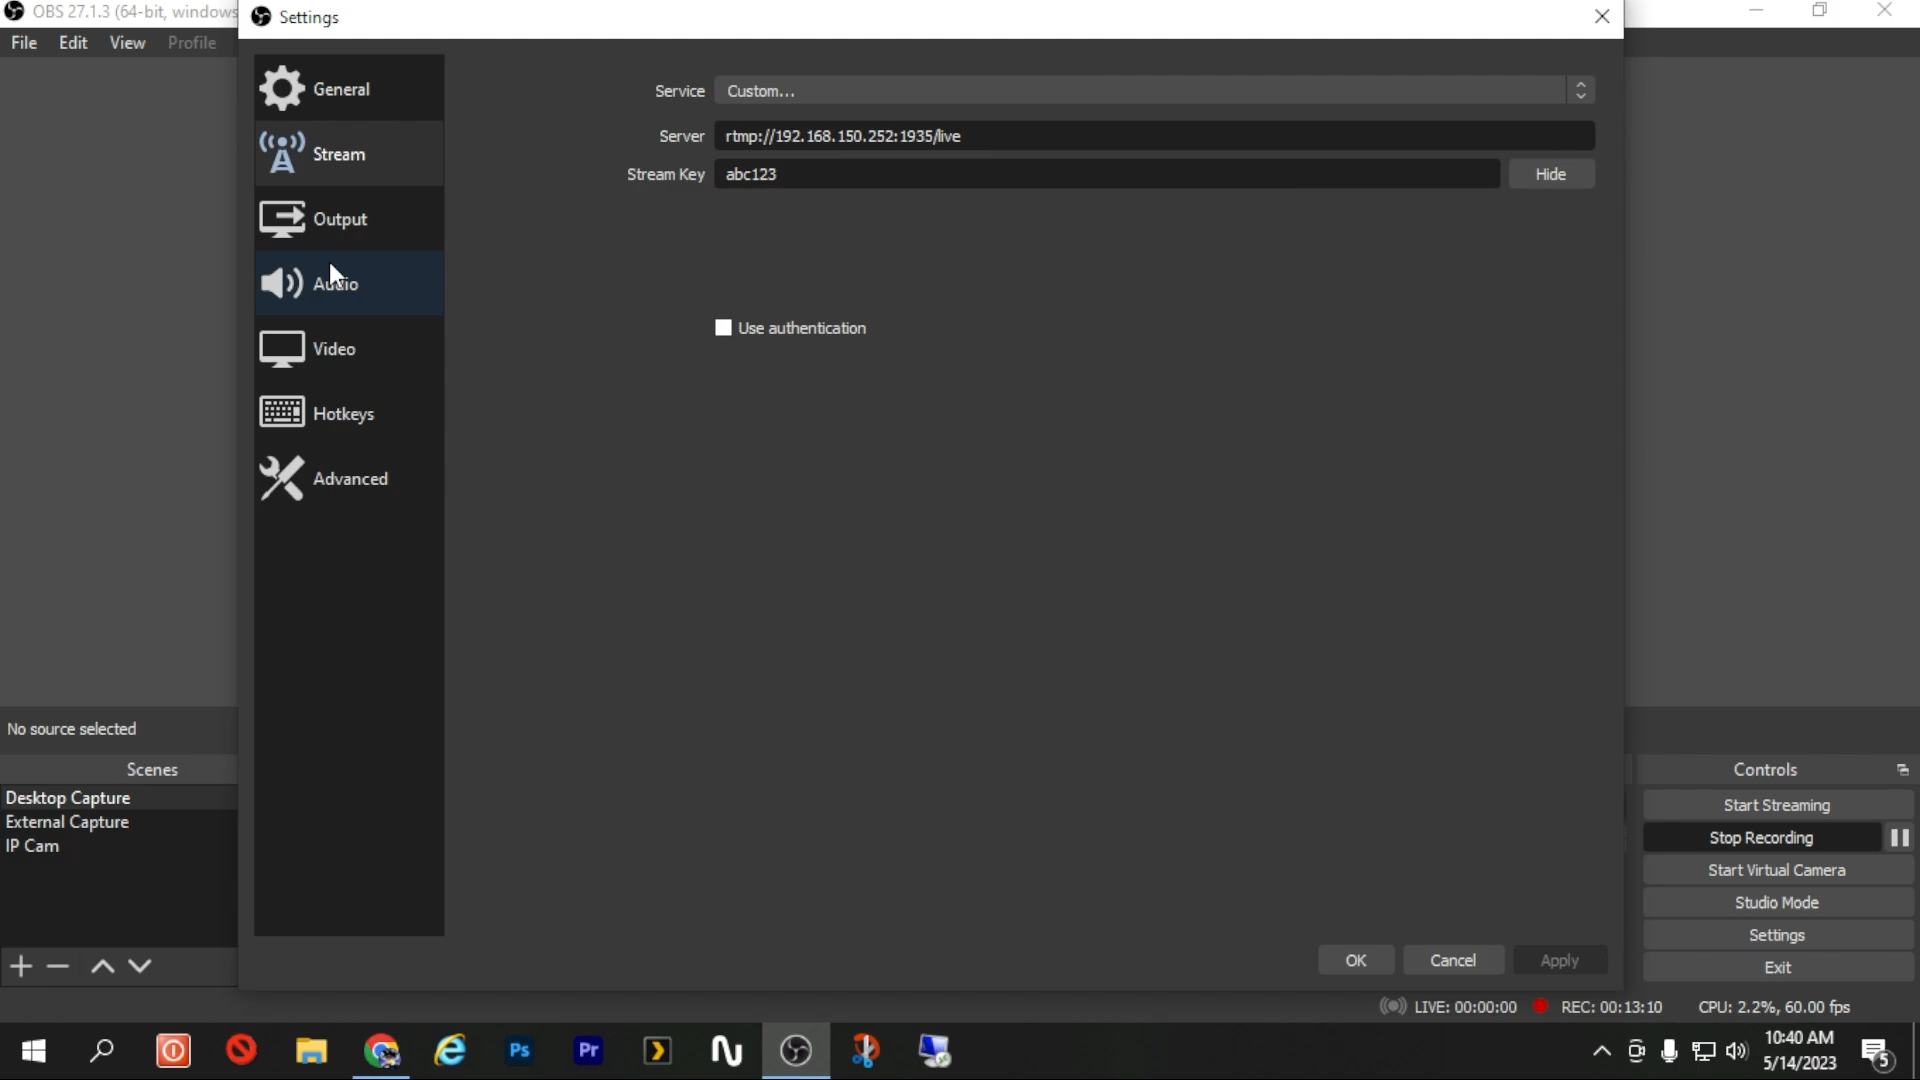 OBS 27.1.3 (64-bit, windows
Settings
File Edit View Profile
General
Stream
Output
Audio
Video
Hotkeys
Advanced
Service Custom...
Server rtmp://192.168.150.252:1935/live
Stream Key abc123 Hide
Use authentication
No source selected
Scenes
Desktop Capture
External Capture
IP Cam
Controls
Start Streaming
Stop Recording
Start Virtual Camera
Studio Mode
Settings
Exit
OK Cancel Apply
LIVE: 00:00:00 REC: 00:13:10 CPU: 2.2%, 60.00 fps
Ps Pr
10:40 AM
5/14/2023
5